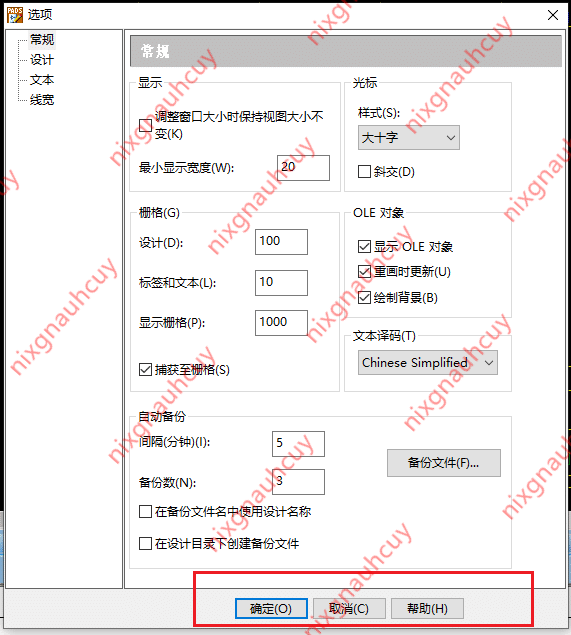 PADS 选项
常规
设计
文本
线宽
常规
显示
调整窗口大小时保持视图大小不
变(K)
最小显示宽度(W): 20
光标
样式(S):
大十字
斜交(D)
栅格(G)
设计(D): 100
标签和文本(L): 10
显示栅格(P): 1000
捕获至栅格(S)
OLE 对象
显示 OLE 对象
重画时更新(U)
绘制背景(B)
文本译码(T)
Chinese Simplified
自动备份
间隔(分钟)(I): 5
备份数(N): 3
备份文件(F)...
在备份文件名中使用设计名称
在设计目录下创建备份文件
确定(O) 取消(C) 帮助(H)
nixgnauhcuy
nixgnauhcuy
nixgnauhcuy
nixgnauhcuy
nixgnauhcuy
nixgnauhcuy
nixgnauhcuy
nixgnauhcuy
nixgnauhcuy
nixgnauhcuy
nixgnauhcuy